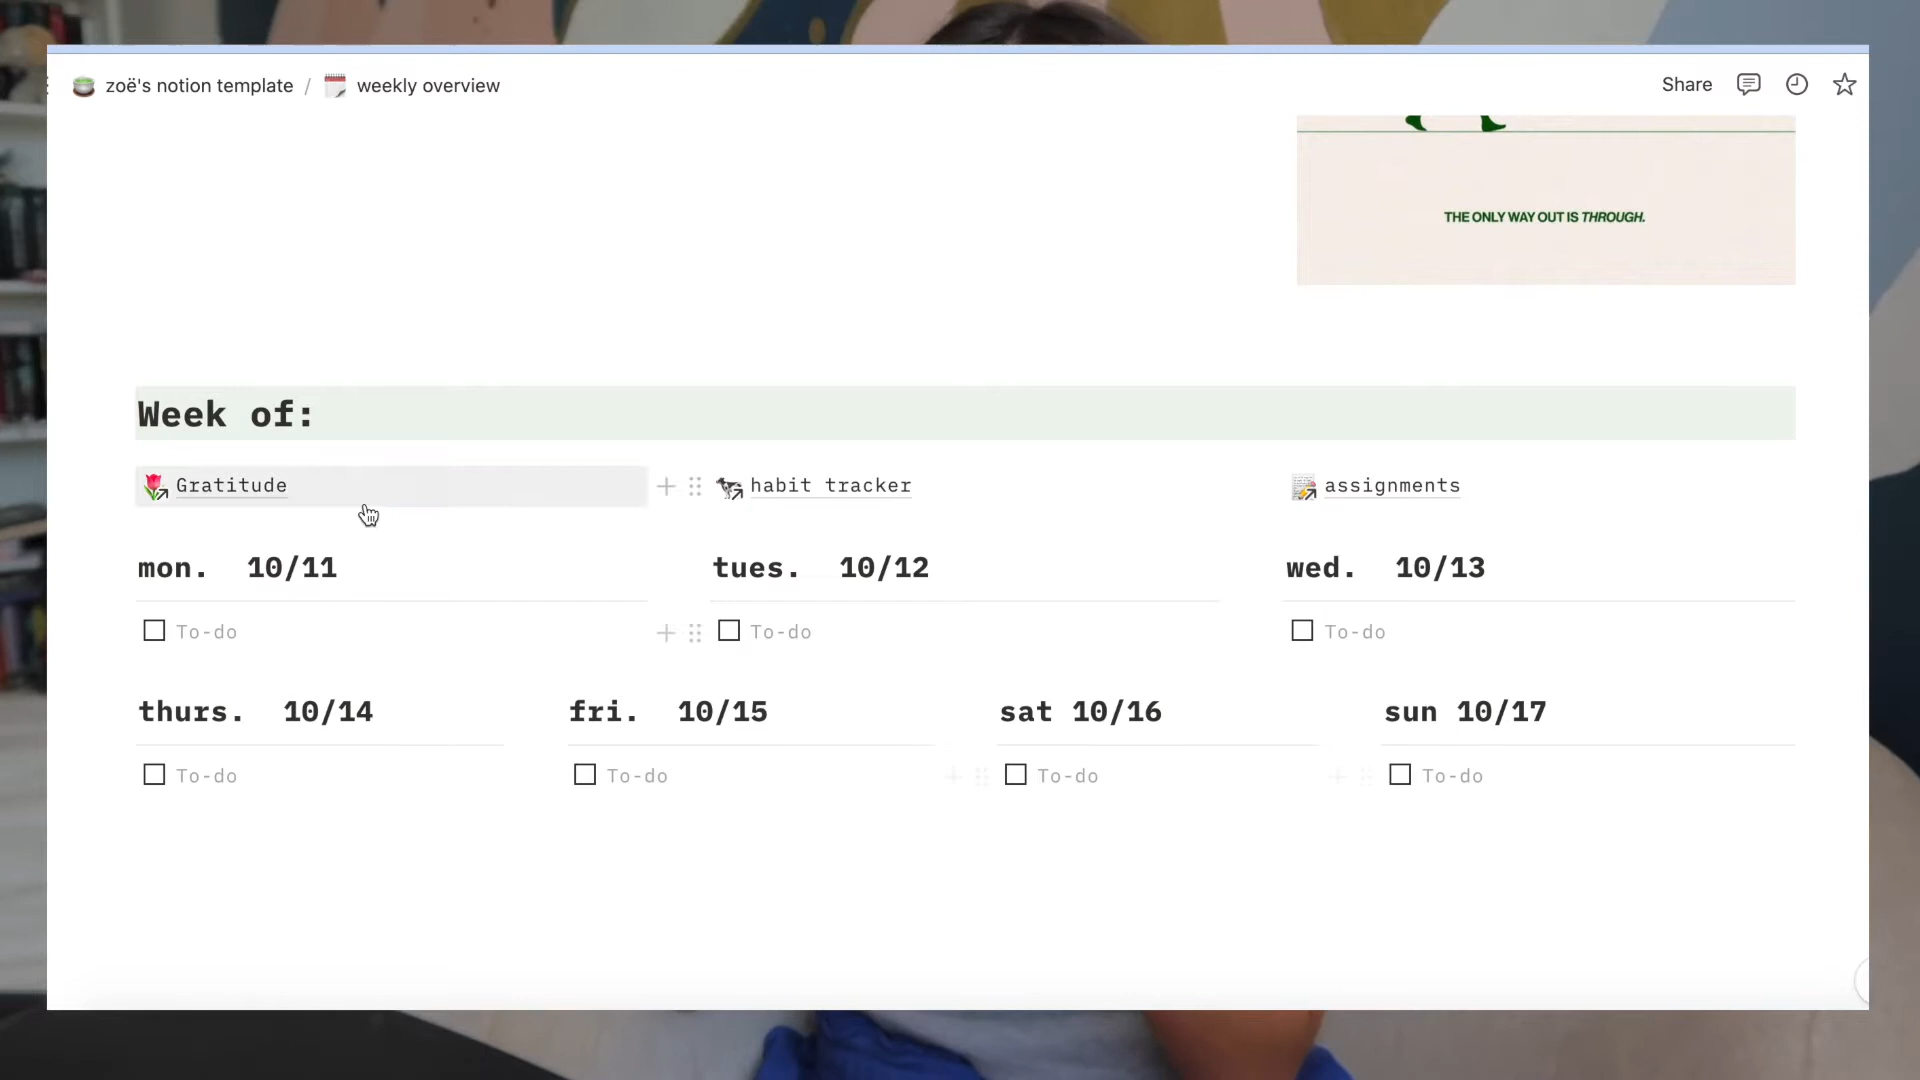 zoë's notion template / weekly overview
Share
THE ONLY WAY OUT IS THROUGH.
Week of:
Gratitude
habit tracker
assignments
mon. 10/11
tues. 10/12
wed. 10/13
To-do
To-do
To-do
thurs. 10/14
fri. 10/15
sat 10/16
sun 10/17
To-do
To-do
To-do
To-do